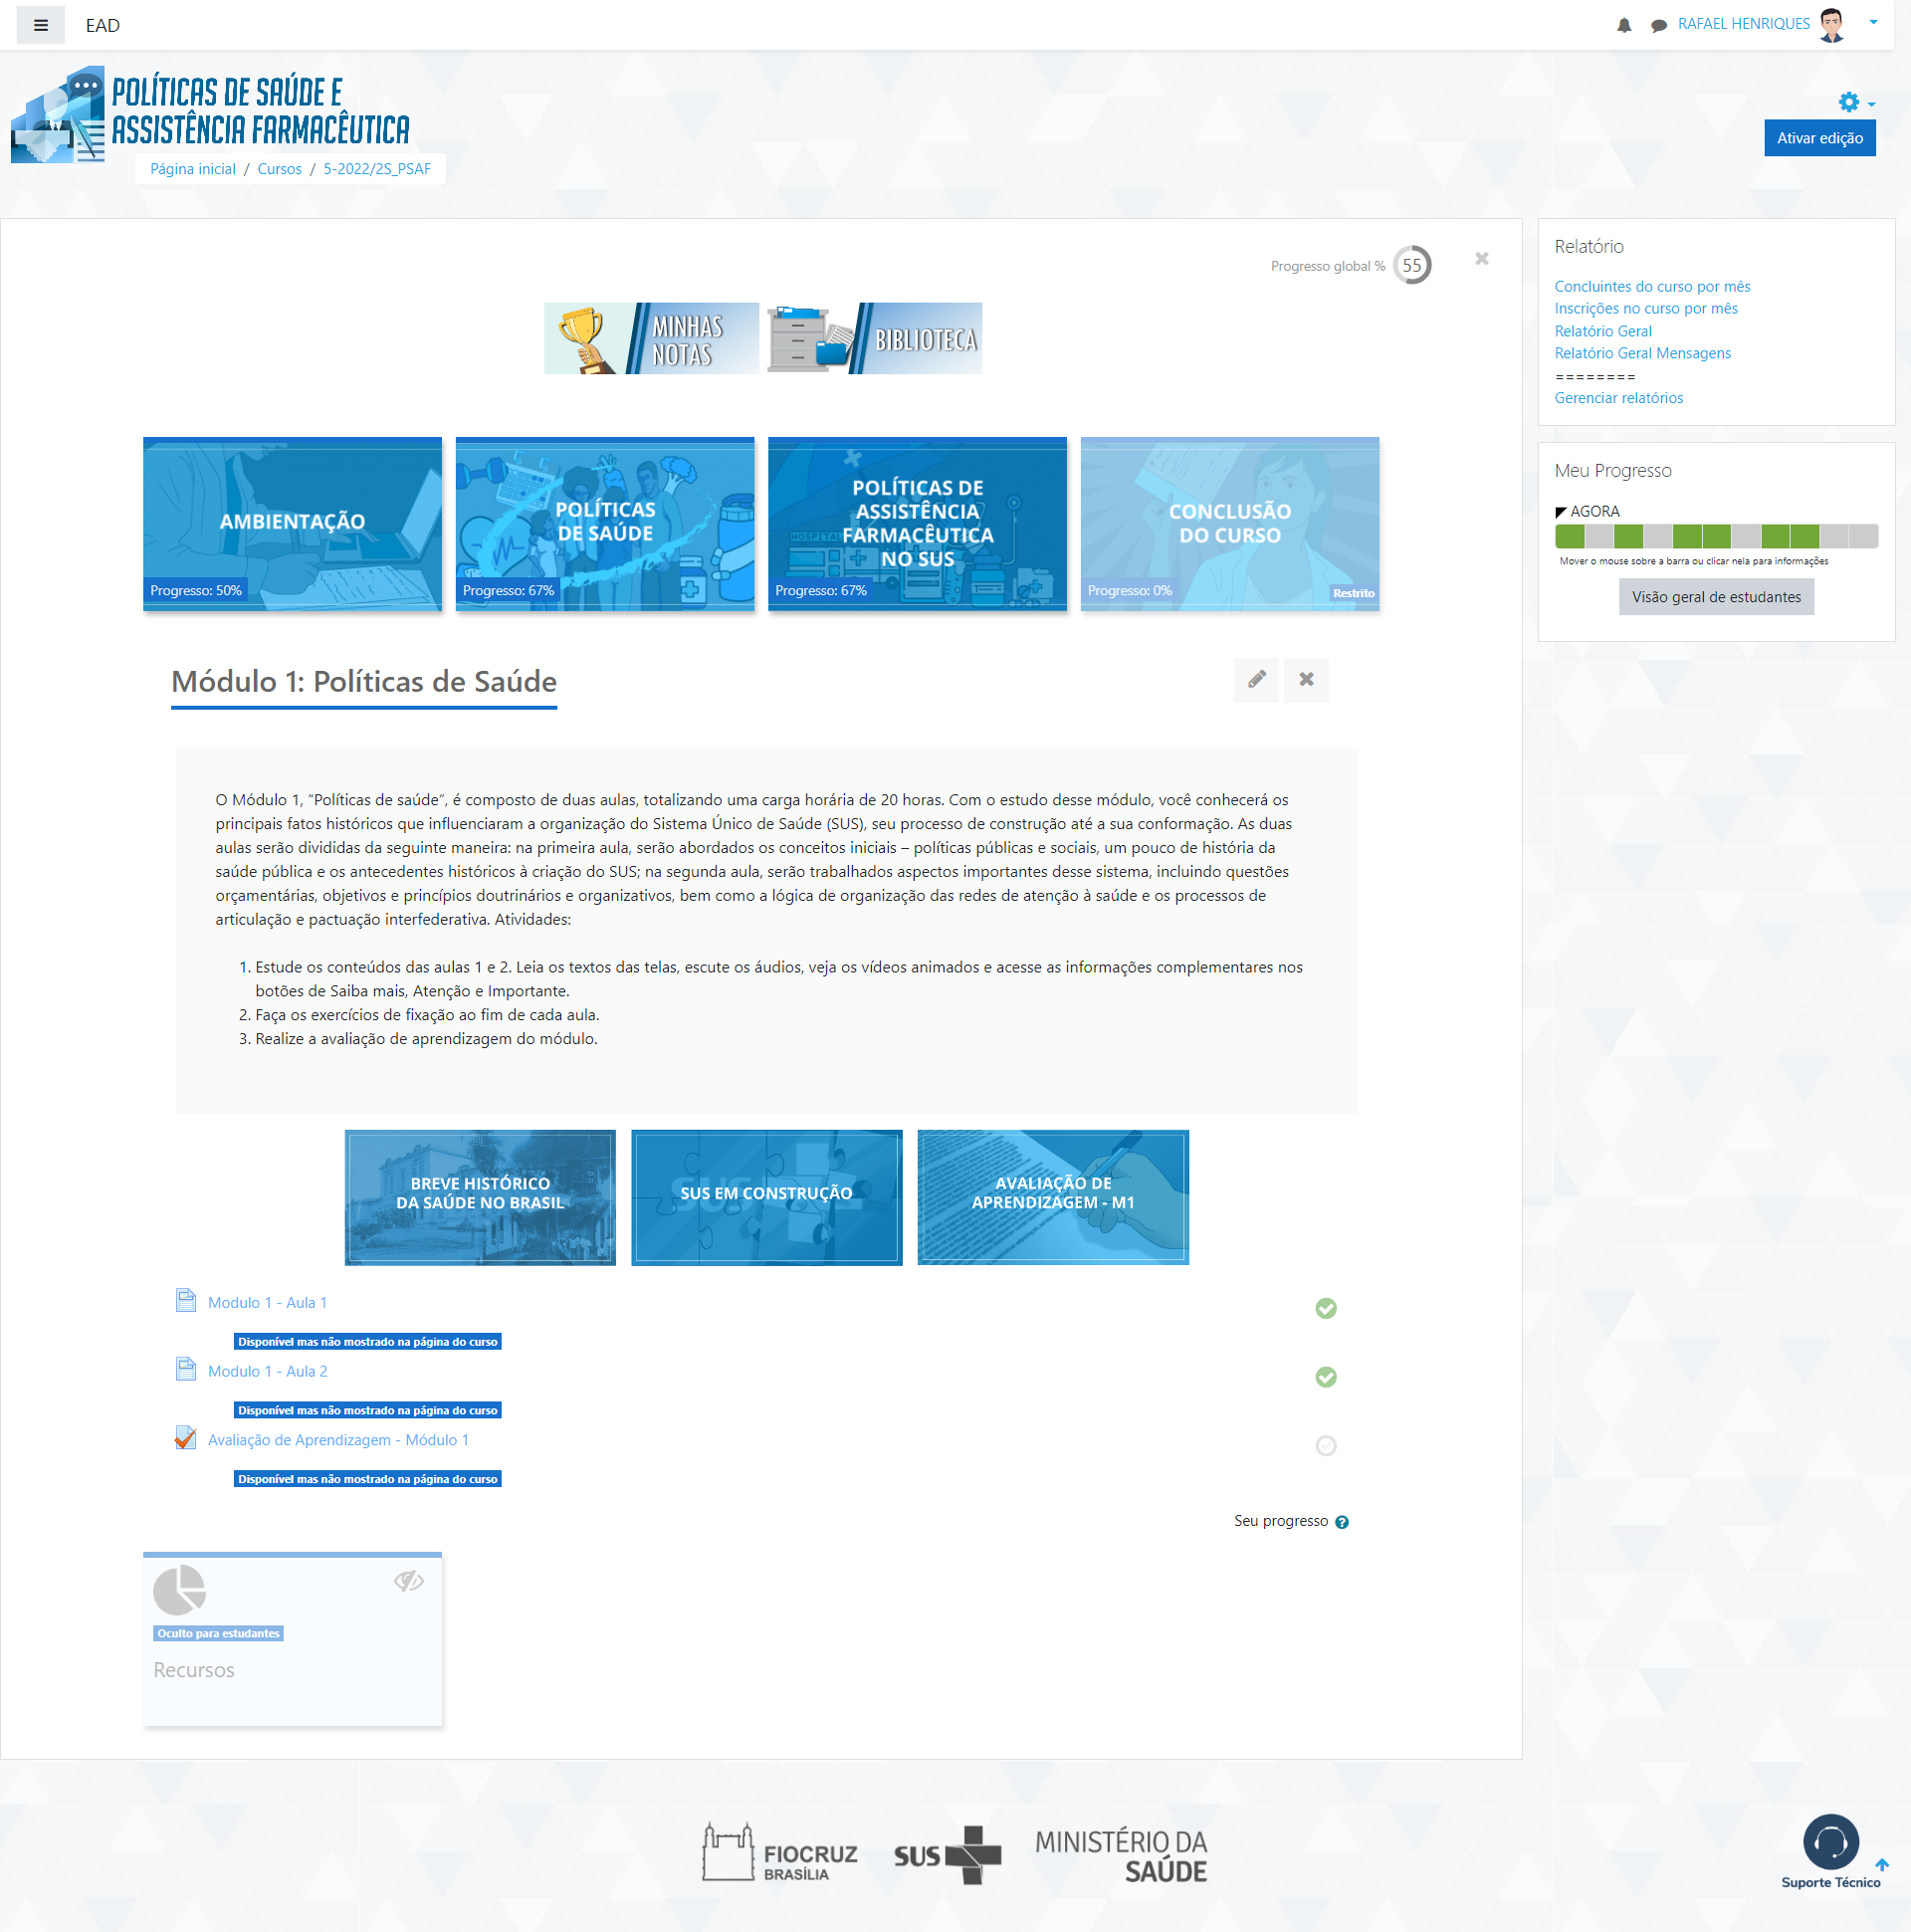 EAD
RAFAEL HENRIQUES
POLÍTICAS DE SAÚDE E
ASSISTÊNCIA FARMACÊUTICA
Ativar edição
Página inicial / Cursos / 5-2022/2S_PSAF
Progresso global %
55
MINHAS
NOTAS
BIBLIOTECA
AMBIENTAÇÃO
Progresso: 50%
POLÍTICAS
DE SAÚDE
Progresso: 67%
HOSPITAL
POLÍTICAS DE
ASSISTÊNCIA
FARMACÊUTICA
NO SUS
Progresso: 67%
CONCLUSÃO
DO CURSO
Progresso: 0%
Restrito
Módulo 1: Políticas de Saúde
O Módulo 1, “Políticas de saúde”, é composto de duas aulas, totalizando uma carga horária de 20 horas. Com o estudo desse módulo, você conhecerá os
principais fatos históricos que influenciaram a organização do Sistema Único de Saúde (SUS), seu processo de construção até a sua conformação. As duas
aulas serão divididas da seguinte maneira: na primeira aula, serão abordados os conceitos iniciais – políticas públicas e sociais, um pouco de história da
saúde pública e os antecedentes históricos à criação do SUS; na segunda aula, serão trabalhados aspectos importantes desse sistema, incluindo questões
orçamentárias, objetivos e princípios doutrinários e organizativos, bem como a lógica de organização das redes de atenção à saúde e os processos de
articulação e pactuação interfederativa. Atividades:
1. Estude os conteúdos das aulas 1 e 2. Leia os textos das telas, escute os áudios, veja os vídeos animados e acesse as informações complementares nos
botões de Saiba mais, Atenção e Importante.
2. Faça os exercícios de fixação ao fim de cada aula.
3. Realize a avaliação de aprendizagem do módulo.
BREVE HISTÓRICO
DA SAÚDE NO BRASIL
SUS EM CONSTRUÇÃO
AVALIAÇÃO DE
APRENDIZAGEM - M1
Modulo 1 - Aula 1
Disponível mas não mostrado na página do curso
Modulo 1 - Aula 2
Disponível mas não mostrado na página do curso
Avaliação de Aprendizagem - Módulo 1
Disponível mas não mostrado na página do curso
Seu progresso
Oculto para estudantes
Recursos
Relatório
Concluintes do curso por mês
Inscrições no curso por mês
Relatório Geral
Relatório Geral Mensagens
========
Gerenciar relatórios
Meu Progresso
AGORA
Mover o mouse sobre a barra ou clicar nela para informações
Visão geral de estudantes
FIOCRUZ
BRASÍLIA
SUS
MINISTÉRIO DA
SAÚDE
Suporte Técnico